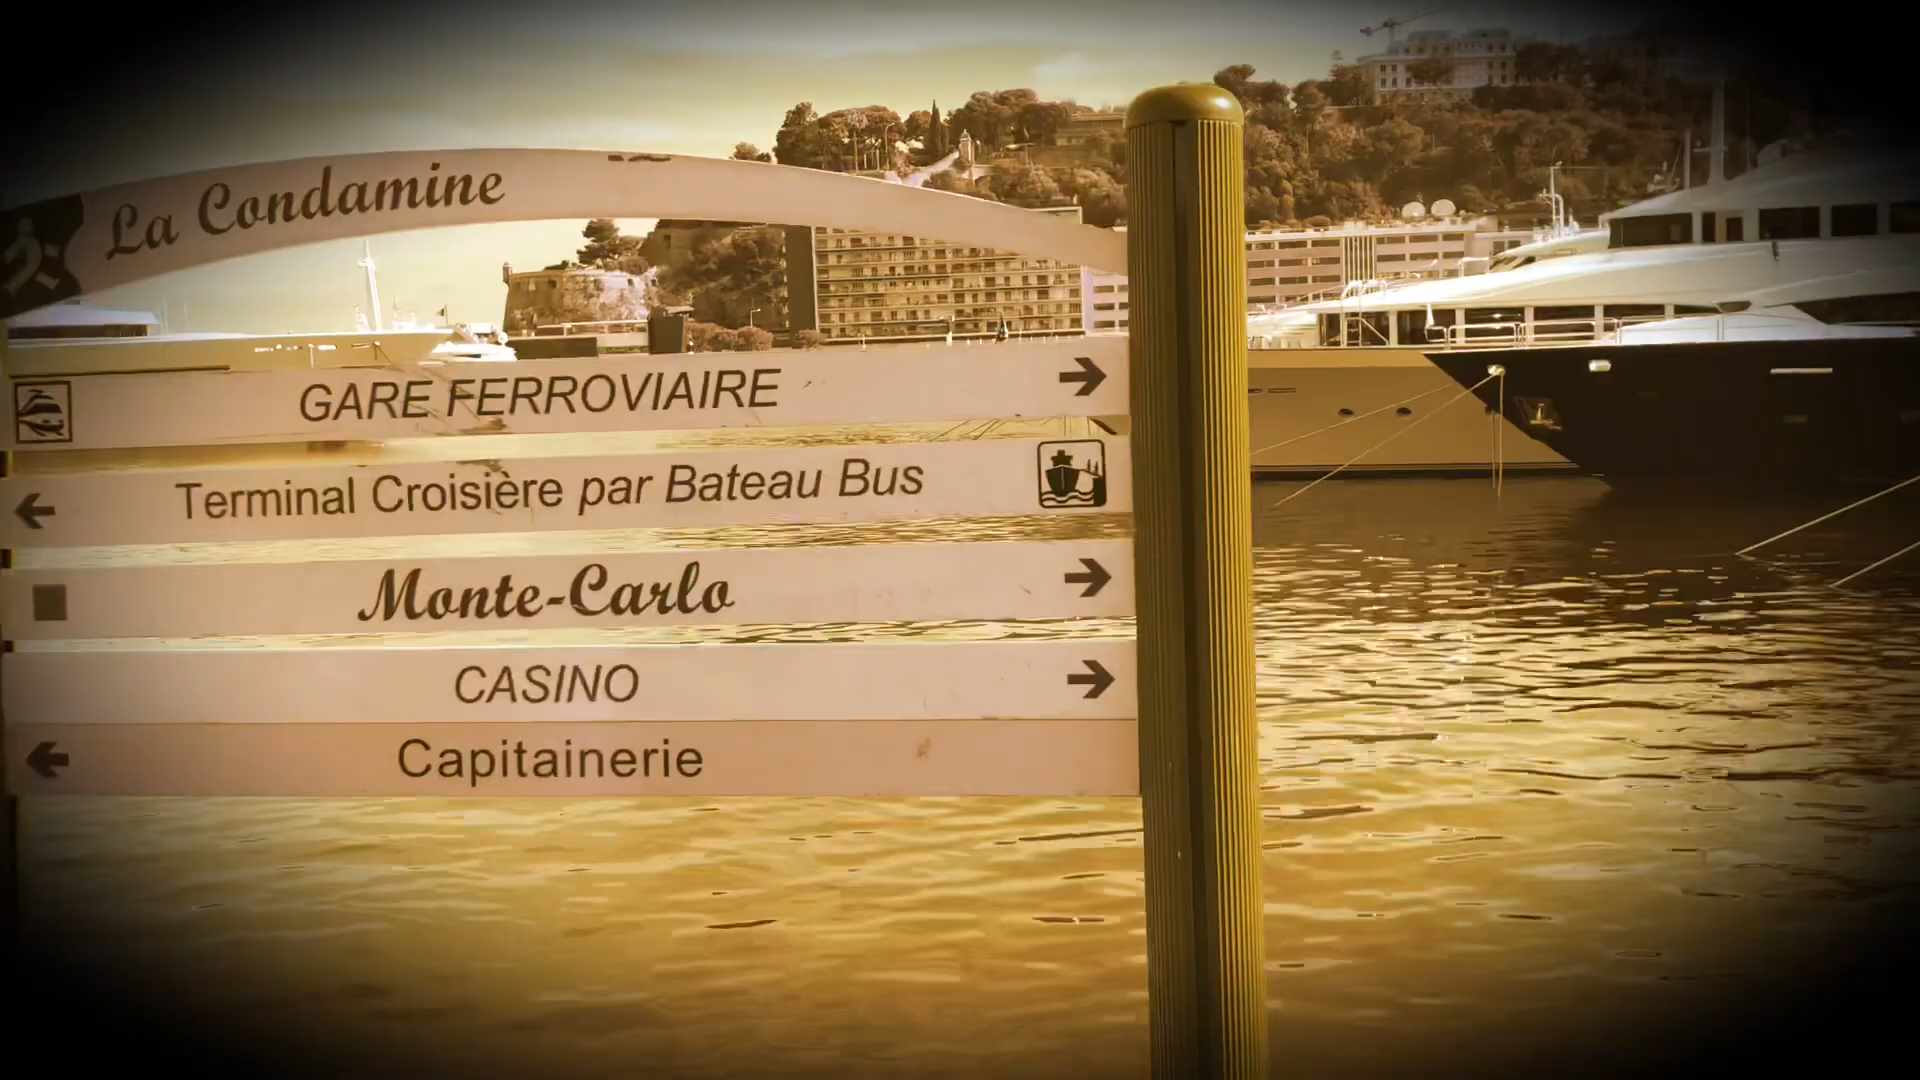 La Condamine
GARE FERROVIAIRE
Terminal Croisière par Bateau Bus
Monte-Carlo
CASINO
Capitainerie